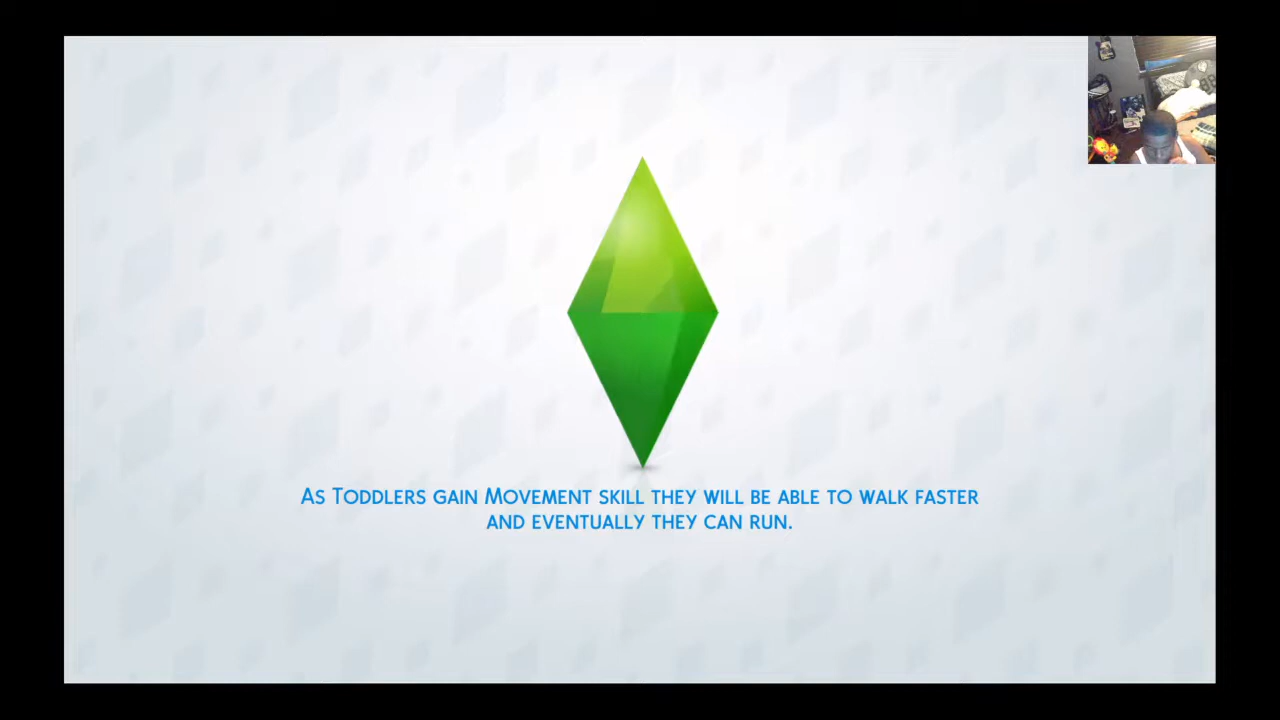 As Toddlers gain Movement skill they will be able to walk faster
and eventually they can run.